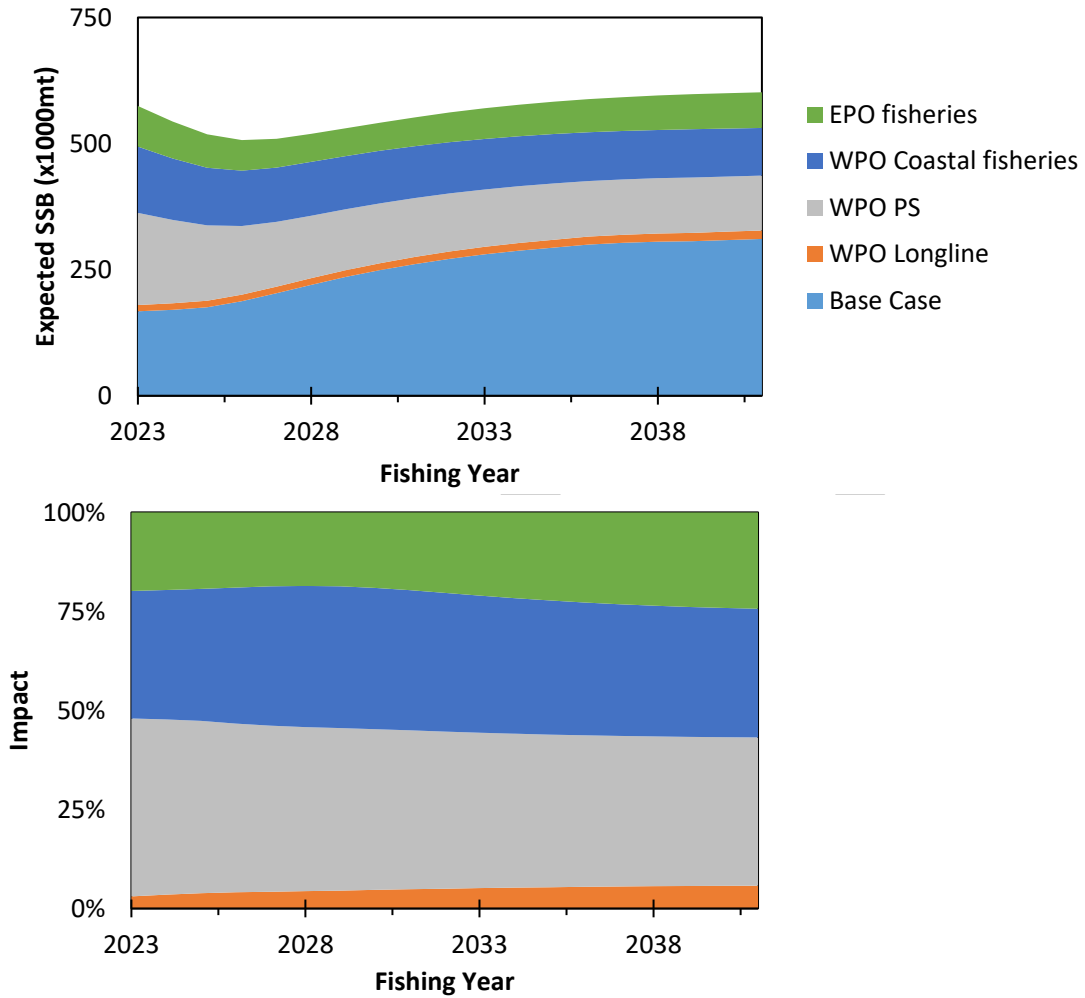 750
500
250
0
Expected SSB (x1000mt)
2023 2028 2033 2038
Fishing Year
EPO fisheries
WPO Coastal fisheries
WPO PS
WPO Longline
Base Case
100%
75%
50%
25%
0%
Impact
2023 2028 2033 2038
Fishing Year